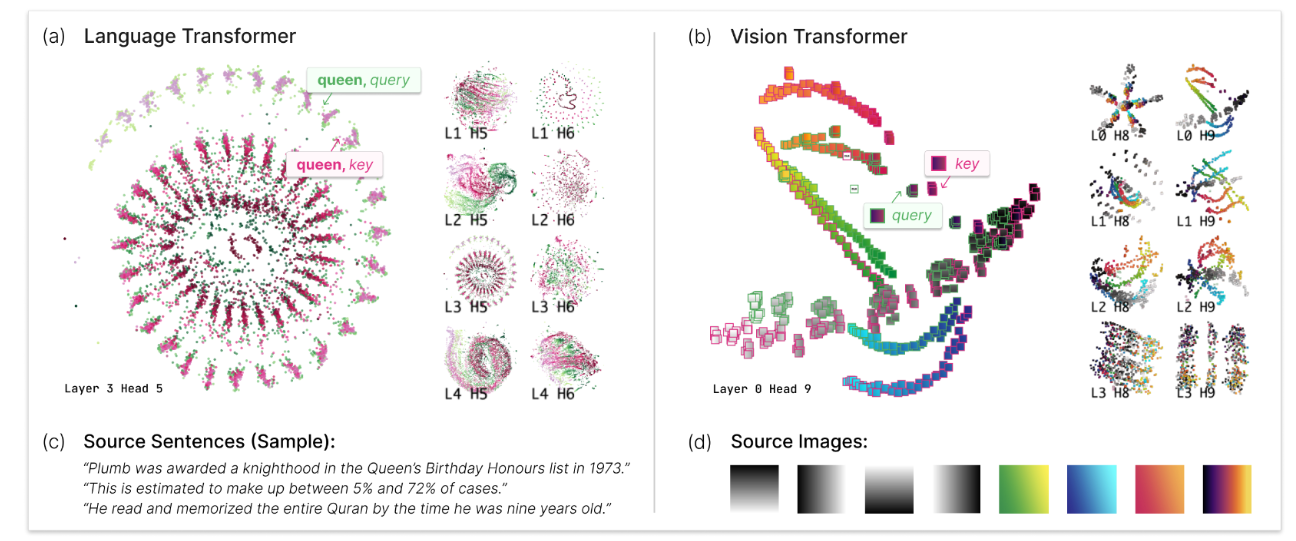 (a) Language Transformer
queen, query
queen, key
L1 H5
L1 H6
L2 H5
L2 H6
L3 H5
L3 H6
L4 H5
L4 H6
Layer 3 Head 5
(b) Vision Transformer
key
query
L0 H8
L0 H9
L1 H8
L1 H9
L2 H8
L2 H9
L3 H8
L3 H9
Layer 0 Head 9
(c) Source Sentences (Sample):
“Plumb was awarded a knighthood in the Queen’s Birthday Honours list in 1973.”
“This is estimated to make up between 5% and 72% of cases.”
“He read and memorized the entire Quran by the time he was nine years old.”
(d) Source Images: